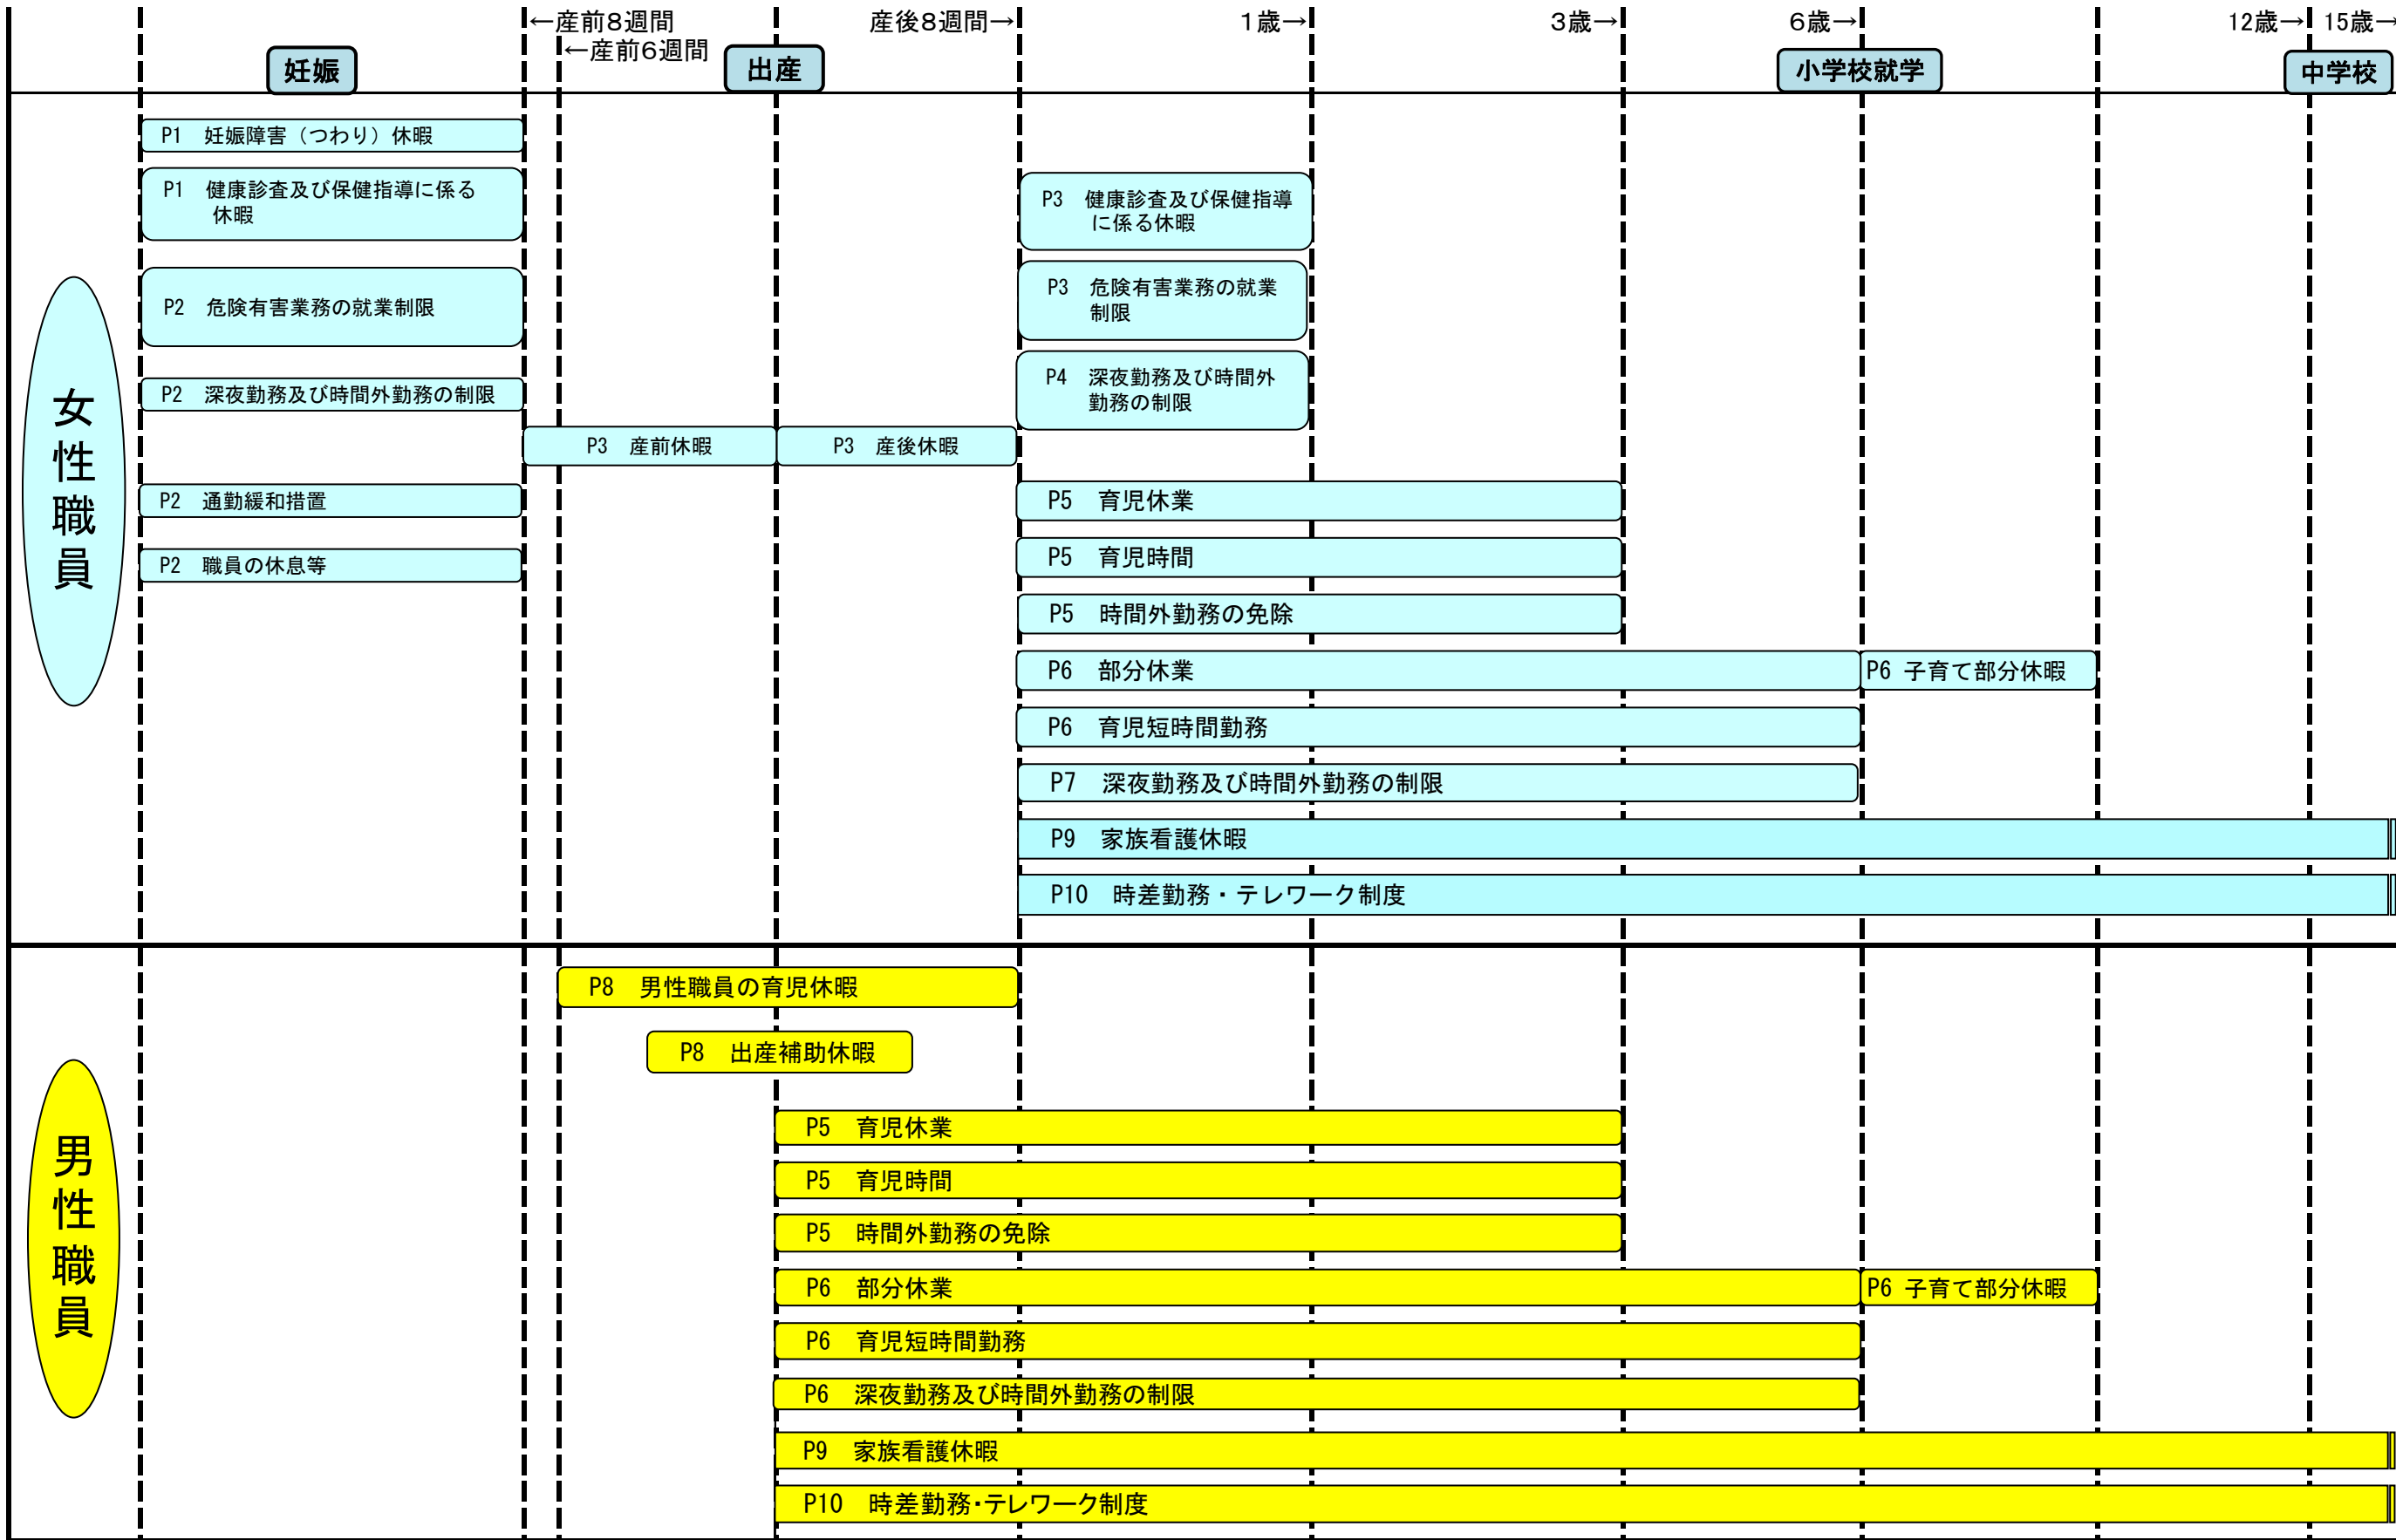 ←産前8週間
産後8週間→
1歳→
3歳→
6歳→
12歳→
15歳→
←産前6週間
妊娠
出産
小学校就学
中学校
女性職員
P1 妊娠障害（つわり）休暇
P1 健康診査及び保健指導に係る
休暇
P3 健康診査及び保健指導
に係る休暇
P2 危険有害業務の就業制限
P3 危険有害業務の就業
制限
P2 深夜勤務及び時間外勤務の制限
P4 深夜勤務及び時間外
勤務の制限
P3 産前休暇
P3 産後休暇
P2 通勤緩和措置
P5 育児休業
P2 職員の休息等
P5 育児時間
P5 時間外勤務の免除
P6 部分休業
P6 子育て部分休暇
P6 育児短時間勤務
P7 深夜勤務及び時間外勤務の制限
P9 家族看護休暇
P10 時差勤務・テレワーク制度
男性職員
P8 男性職員の育児休暇
P8 出産補助休暇
P5 育児休業
P5 育児時間
P5 時間外勤務の免除
P6 部分休業
P6 子育て部分休暇
P6 育児短時間勤務
P6 深夜勤務及び時間外勤務の制限
P9 家族看護休暇
P10 時差勤務・テレワーク制度